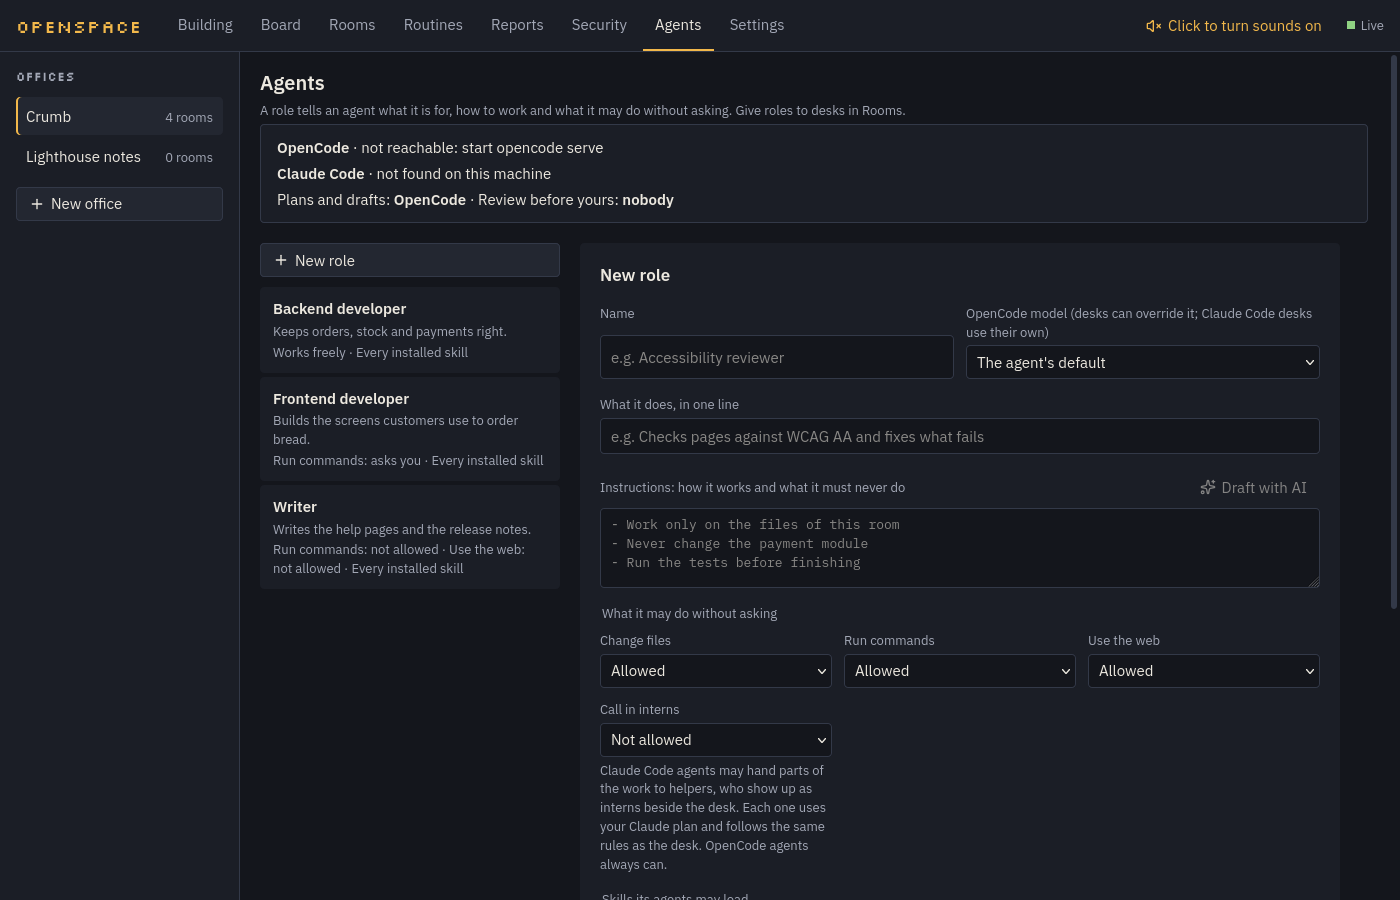 OPENSPACE
Building
Board
Rooms
Routines
Reports
Security
Agents
Settings
Click to turn sounds on
Live
OFFICES
Crumb
4 rooms
Lighthouse notes
0 rooms
+ New office
Agents
A role tells an agent what it is for, how to work and what it may do without asking. Give roles to desks in Rooms.
OpenCode · not reachable: start opencode serve
Claude Code · not found on this machine
Plans and drafts: OpenCode · Review before yours: nobody
+ New role
Backend developer
Keeps orders, stock and payments right.
Works freely · Every installed skill
Frontend developer
Builds the screens customers use to order
bread.
Run commands: asks you · Every installed skill
Writer
Writes the help pages and the release notes.
Run commands: not allowed · Use the web:
not allowed · Every installed skill
New role
Name
e.g. Accessibility reviewer
OpenCode model (desks can override it; Claude Code desks
use their own)
The agent's default
What it does, in one line
e.g. Checks pages against WCAG AA and fixes what fails
Instructions: how it works and what it must never do
Draft with AI
- Work only on the files of this room
- Never change the payment module
- Run the tests before finishing
What it may do without asking
Change files
Allowed
Run commands
Allowed
Use the web
Allowed
Call in interns
Not allowed
Claude Code agents may hand parts of
the work to helpers, who show up as
interns beside the desk. Each one uses
your Claude plan and follows the same
rules as the desk. OpenCode agents
always can.
Skills its agents may load